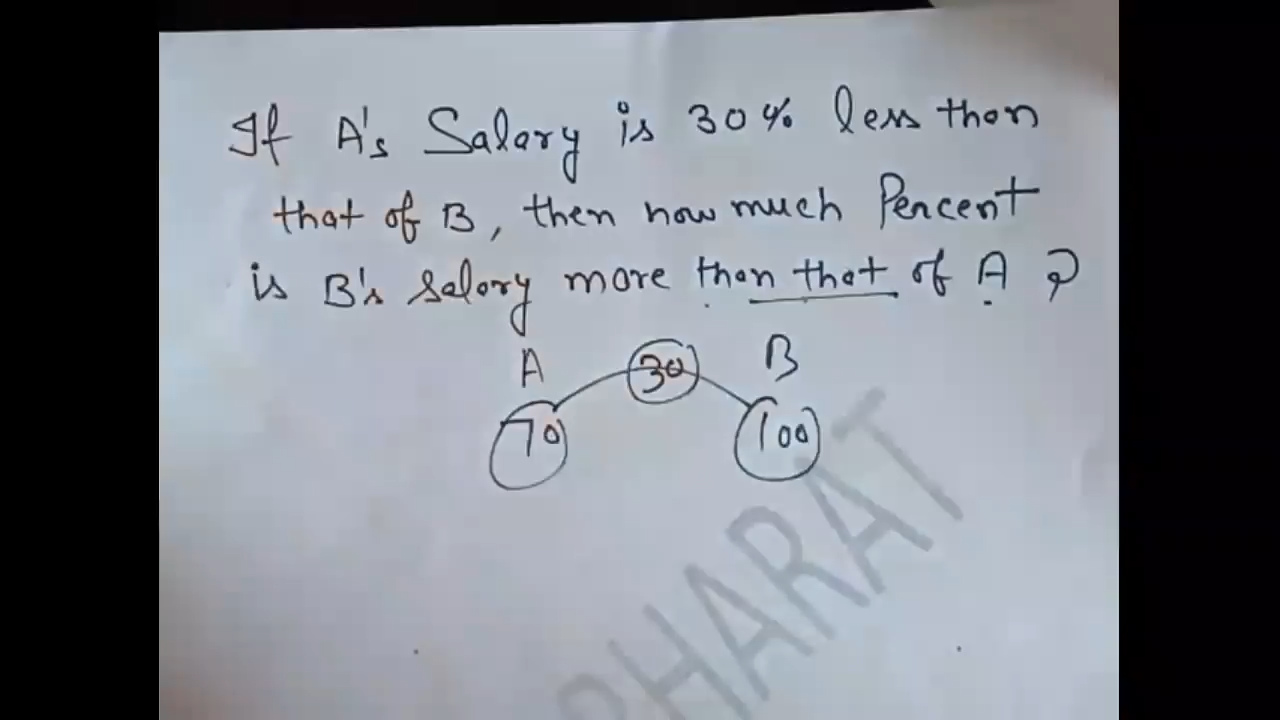 If A's Salary is 30% less than
that of B, then how much Percent
is B's salary more than that of A ?
A 30 B
70 100
BHARAT